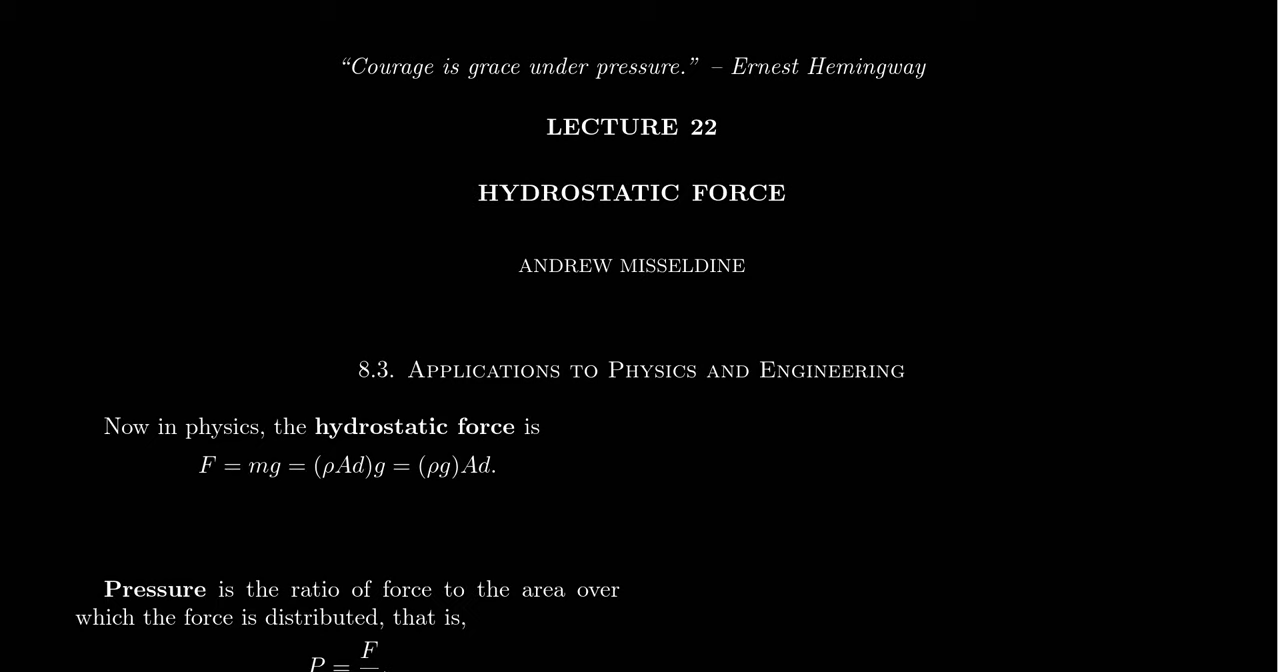 “Courage is grace under pressure.” – Ernest Hemingway
LECTURE 22
HYDROSTATIC FORCE
ANDREW MISSELDINE
8.3. Applications to Physics and Engineering
Now in physics, the hydrostatic force is
F = mg = (ρAd)g = (ρg)Ad.
Pressure is the ratio of force to the area over
which the force is distributed, that is,
P = F